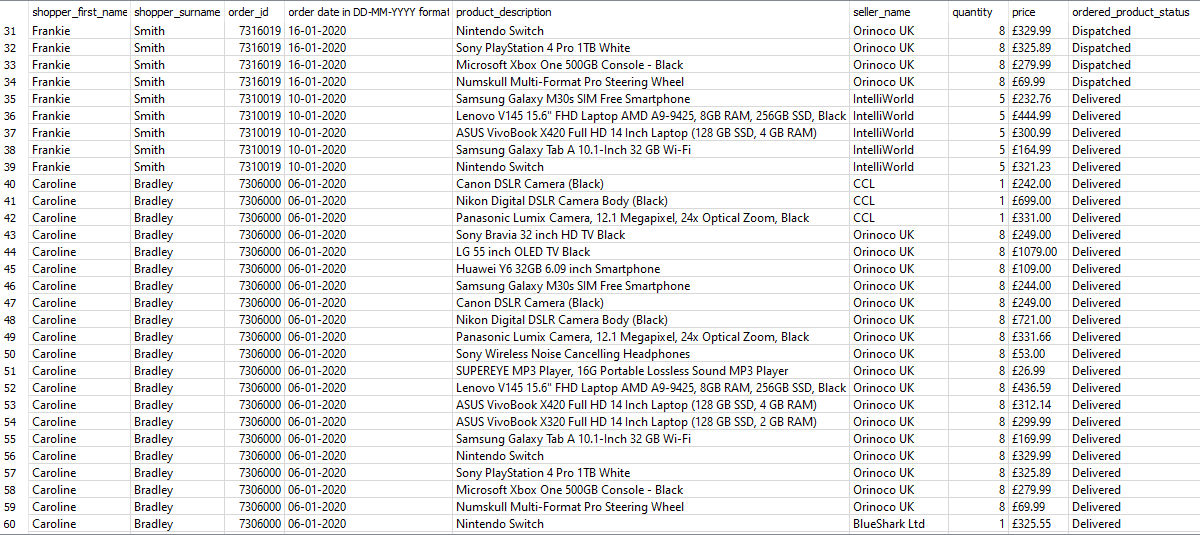 shopper_first_name shopper_surname order_id order date in DD-MM-YYYY format product_description seller_name quantity price ordered_product_status
31 Frankie Smith 7316019 16-01-2020 Nintendo Switch Orinoco UK 8 £329.99 Dispatched
32 Frankie Smith 7316019 16-01-2020 Sony PlayStation 4 Pro 1TB White Orinoco UK 8 £325.89 Dispatched
33 Frankie Smith 7316019 16-01-2020 Microsoft Xbox One 500GB Console - Black Orinoco UK 8 £279.99 Dispatched
34 Frankie Smith 7316019 16-01-2020 Numskull Multi-Format Pro Steering Wheel Orinoco UK 8 £69.99 Dispatched
35 Frankie Smith 7310019 10-01-2020 Samsung Galaxy M30s SIM Free Smartphone IntelliWorld 5 £232.76 Delivered
36 Frankie Smith 7310019 10-01-2020 Lenovo V145 15.6" FHD Laptop AMD A9-9425, 8GB RAM, 256GB SSD, Black IntelliWorld 5 £444.99 Delivered
37 Frankie Smith 7310019 10-01-2020 ASUS VivoBook X420 Full HD 14 Inch Laptop (128 GB SSD, 4 GB RAM) IntelliWorld 5 £300.99 Delivered
38 Frankie Smith 7310019 10-01-2020 Samsung Galaxy Tab A 10.1-Inch 32 GB Wi-Fi IntelliWorld 5 £164.99 Delivered
39 Frankie Smith 7310019 10-01-2020 Nintendo Switch IntelliWorld 5 £321.23 Delivered
40 Caroline Bradley 7306000 06-01-2020 Canon DSLR Camera (Black) CCL 1 £242.00 Delivered
41 Caroline Bradley 7306000 06-01-2020 Nikon Digital DSLR Camera Body (Black) CCL 1 £699.00 Delivered
42 Caroline Bradley 7306000 06-01-2020 Panasonic Lumix Camera, 12.1 Megapixel, 24x Optical Zoom, Black CCL 1 £331.00 Delivered
43 Caroline Bradley 7306000 06-01-2020 Sony Bravia 32 inch HD TV Black Orinoco UK 8 £249.00 Delivered
44 Caroline Bradley 7306000 06-01-2020 LG 55 inch OLED TV Black Orinoco UK 8 £1079.00 Delivered
45 Caroline Bradley 7306000 06-01-2020 Huawei Y6 32GB 6.09 inch Smartphone Orinoco UK 8 £109.00 Delivered
46 Caroline Bradley 7306000 06-01-2020 Samsung Galaxy M30s SIM Free Smartphone Orinoco UK 8 £244.00 Delivered
47 Caroline Bradley 7306000 06-01-2020 Canon DSLR Camera (Black) Orinoco UK 8 £249.00 Delivered
48 Caroline Bradley 7306000 06-01-2020 Nikon Digital DSLR Camera Body (Black) Orinoco UK 8 £721.00 Delivered
49 Caroline Bradley 7306000 06-01-2020 Panasonic Lumix Camera, 12.1 Megapixel, 24x Optical Zoom, Black Orinoco UK 8 £331.66 Delivered
50 Caroline Bradley 7306000 06-01-2020 Sony Wireless Noise Cancelling Headphones Orinoco UK 8 £53.00 Delivered
51 Caroline Bradley 7306000 06-01-2020 SUPEREYE MP3 Player, 16G Portable Lossless Sound MP3 Player Orinoco UK 8 £26.99 Delivered
52 Caroline Bradley 7306000 06-01-2020 Lenovo V145 15.6" FHD Laptop AMD A9-9425, 8GB RAM, 256GB SSD, Black Orinoco UK 8 £436.59 Delivered
53 Caroline Bradley 7306000 06-01-2020 ASUS VivoBook X420 Full HD 14 Inch Laptop (128 GB SSD, 4 GB RAM) Orinoco UK 8 £312.14 Delivered
54 Caroline Bradley 7306000 06-01-2020 ASUS VivoBook X320 Full HD 14 Inch Laptop (128 GB SSD, 2 GB RAM) Orinoco UK 8 £299.99 Delivered
55 Caroline Bradley 7306000 06-01-2020 Samsung Galaxy Tab A 10.1-Inch 32 GB Wi-Fi Orinoco UK 8 £169.99 Delivered
56 Caroline Bradley 7306000 06-01-2020 Nintendo Switch Orinoco UK 8 £329.99 Delivered
57 Caroline Bradley 7306000 06-01-2020 Sony PlayStation 4 Pro 1TB White Orinoco UK 8 £325.89 Delivered
58 Caroline Bradley 7306000 06-01-2020 Microsoft Xbox One 500GB Console - Black Orinoco UK 8 £279.99 Delivered
59 Caroline Bradley 7306000 06-01-2020 Numskull Multi-Format Pro Steering Wheel Orinoco UK 8 £69.99 Delivered
60 Caroline Bradley 7306000 06-01-2020 Nintendo Switch BlueShark Ltd 1 £325.55 Delivered